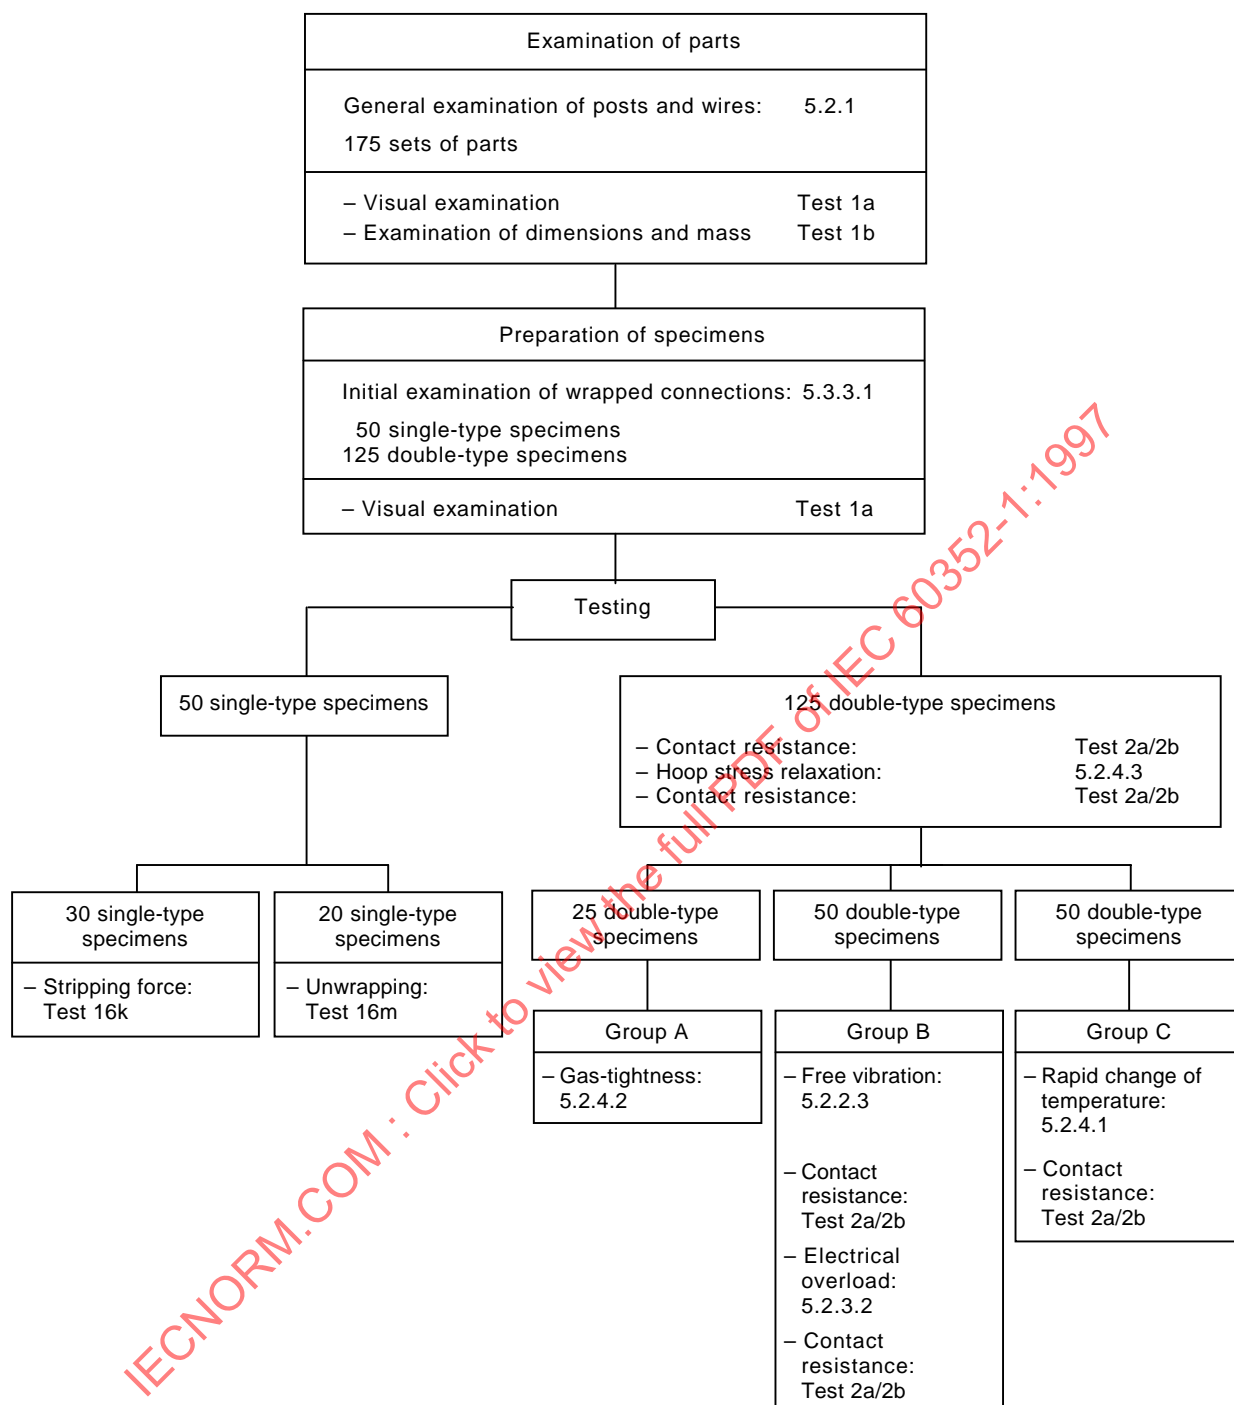 Examination of parts
General examination of posts and wires: 5.2.1
175 sets of parts
– Visual examination Test 1a
– Examination of dimensions and mass Test 1b
Preparation of specimens
Initial examination of wrapped connections: 5.3.3.1
50 single-type specimens
125 double-type specimens
– Visual examination Test 1a
Testing
50 single-type specimens
125 double-type specimens
– Contact resistance: Test 2a/2b
– Hoop stress relaxation: 5.2.4.3
– Contact resistance: Test 2a/2b
30 single-type
specimens
– Stripping force:
Test 16k
20 single-type
specimens
– Unwrapping:
Test 16m
25 double-type
specimens
Group A
– Gas-tightness:
5.2.4.2
50 double-type
specimens
Group B
– Free vibration:
5.2.2.3
– Contact
resistance:
Test 2a/2b
– Electrical
overload:
5.2.3.2
– Contact
resistance:
Test 2a/2b
50 double-type
specimens
Group C
– Rapid change of
temperature:
5.2.4.1
– Contact
resistance:
Test 2a/2b
IECNORM.COM : Click to view the full PDF of IEC 60352-1:1997